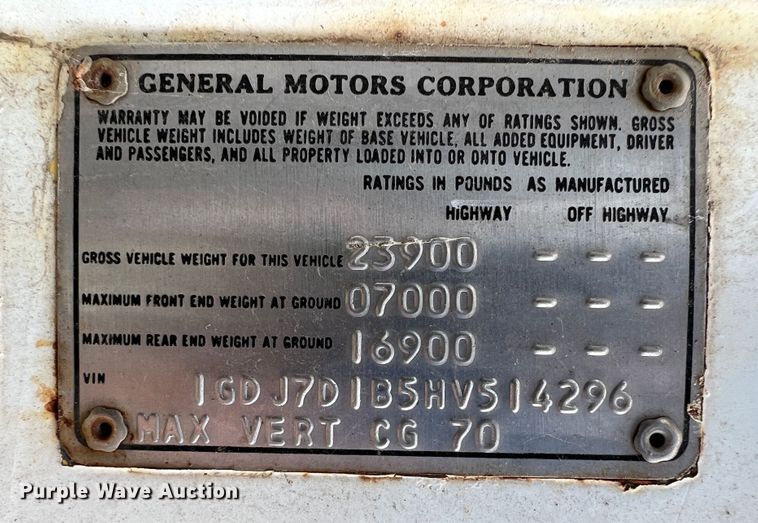 GENERAL MOTORS CORPORATION
WARRANTY MAY BE VOIDED IF WEIGHT EXCEEDS ANY OF RATINGS SHOWN. GROSS
VEHICLE WEIGHT INCLUDES WEIGHT OF BASE VEHICLE, ALL ADDED EQUIPMENT, DRIVER
AND PASSENGERS, AND ALL PROPERTY LOADED INTO OR ONTO VEHICLE.
RATINGS IN POUNDS AS MANUFACTURED
HIGHWAY OFF HIGHWAY
GROSS VEHICLE WEIGHT FOR THIS VEHICLE 23900 - - -
MAXIMUM FRONT END WEIGHT AT GROUND 07000 - - -
MAXIMUM REAR END WEIGHT AT GROUND 16900 - - -
VIN 1GDJ7D1B5HV514296
MAX VERT CG 70
Purple Wave Auction